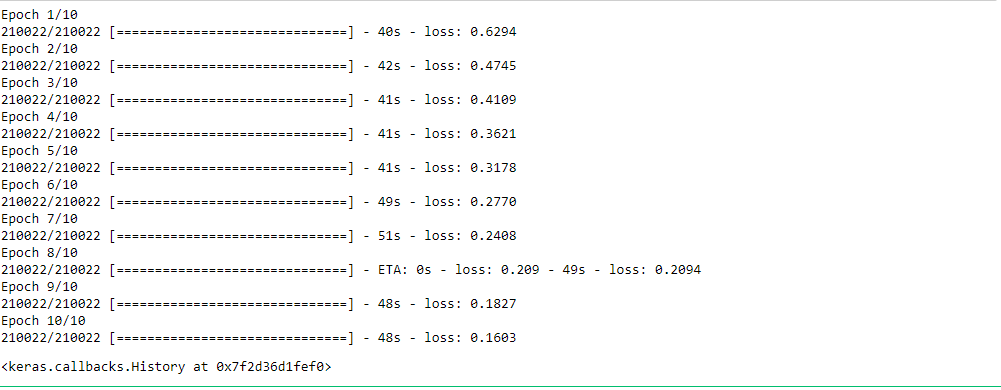 Epoch 1/10
210022/210022 [==============================] - 40s - loss: 0.6294
Epoch 2/10
210022/210022 [==============================] - 42s - loss: 0.4745
Epoch 3/10
210022/210022 [==============================] - 41s - loss: 0.4109
Epoch 4/10
210022/210022 [==============================] - 41s - loss: 0.3621
Epoch 5/10
210022/210022 [==============================] - 41s - loss: 0.3178
Epoch 6/10
210022/210022 [==============================] - 49s - loss: 0.2770
Epoch 7/10
210022/210022 [==============================] - 51s - loss: 0.2408
Epoch 8/10
210022/210022 [==============================] - ETA: 0s - loss: 0.209 - 49s - loss: 0.2094
Epoch 9/10
210022/210022 [==============================] - 48s - loss: 0.1827
Epoch 10/10
210022/210022 [==============================] - 48s - loss: 0.1603
<keras.callbacks.History at 0x7f2d36d1fef0>